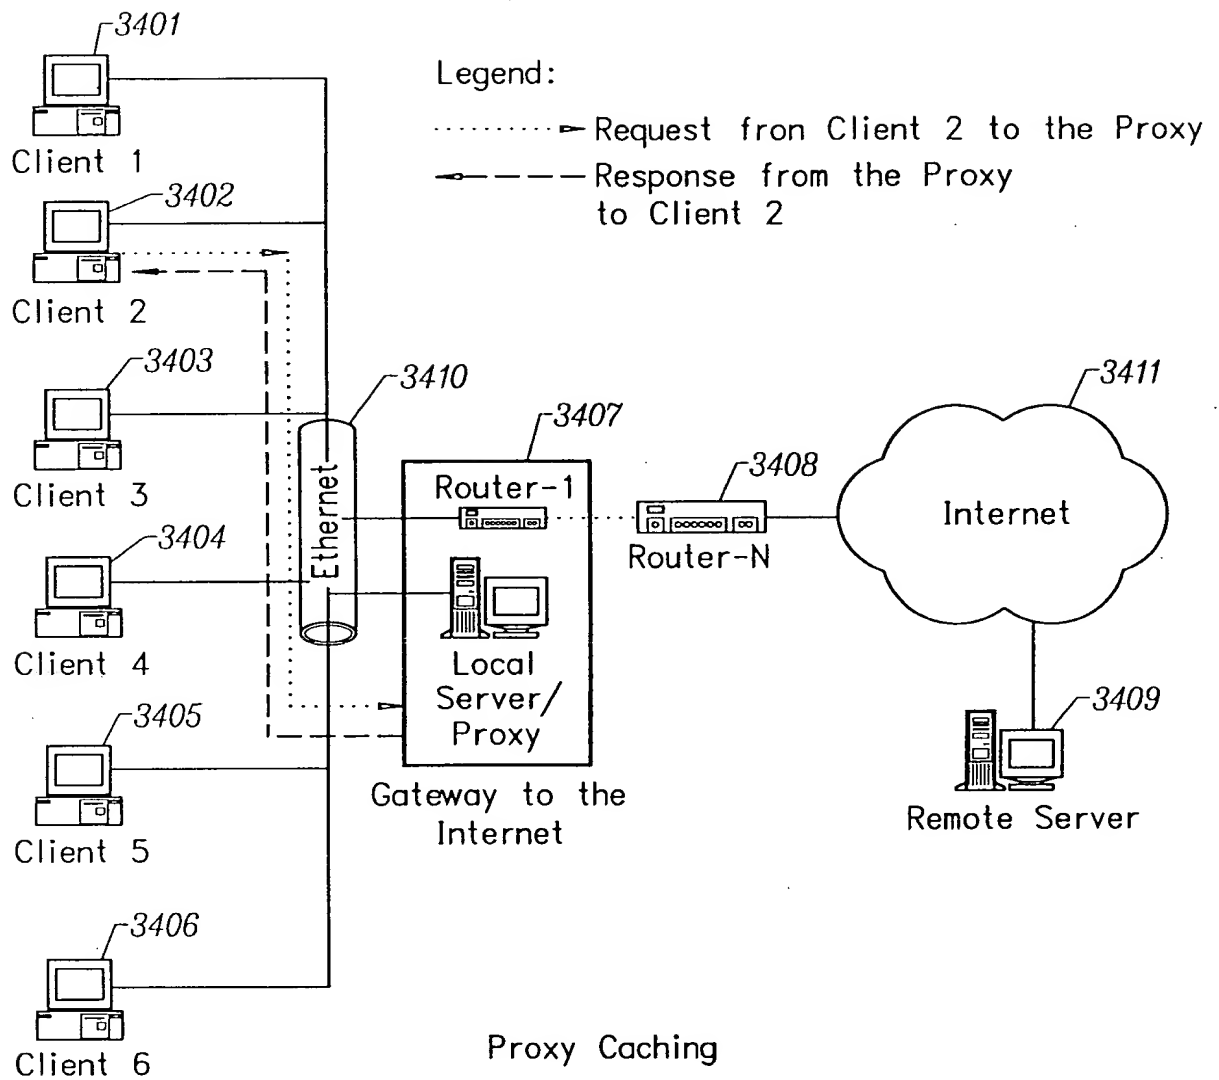 3401
Client 1
Legend:
Request fron Client 2 to the Proxy
Response from the Proxy
to Client 2
3402
Client 2
3403
Client 3
3410
Ethernet
3407
Router-1
3408
Router-N
3411
Internet
3404
Client 4
Local
Server/
Proxy
Gateway to the
Internet
3409
Remote Server
3405
Client 5
3406
Client 6
Proxy Caching